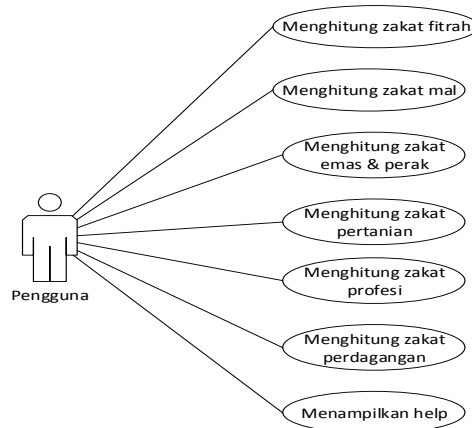 Menghitung zakat fitrah
Menghitung zakat mal
Menghitung zakat
emas & perak
Menghitung zakat
pertanian
Menghitung zakat
profesi
Menghitung zakat
perdagangan
Menampilkan help
Pengguna